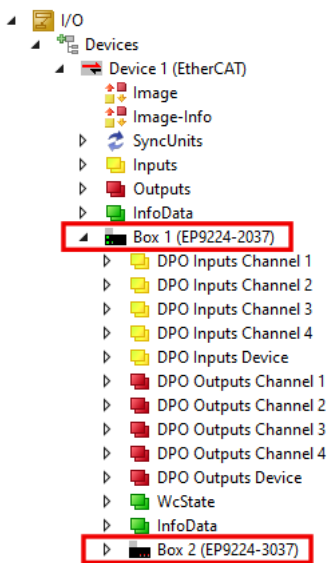 I/O
Devices
Device 1 (EtherCAT)
Image
Image-Info
SyncUnits
Inputs
Outputs
InfoData
Box 1 (EP9224-2037)
DPO Inputs Channel 1
DPO Inputs Channel 2
DPO Inputs Channel 3
DPO Inputs Channel 4
DPO Inputs Device
DPO Outputs Channel 1
DPO Outputs Channel 2
DPO Outputs Channel 3
DPO Outputs Channel 4
DPO Outputs Device
WcState
InfoData
Box 2 (EP9224-3037)